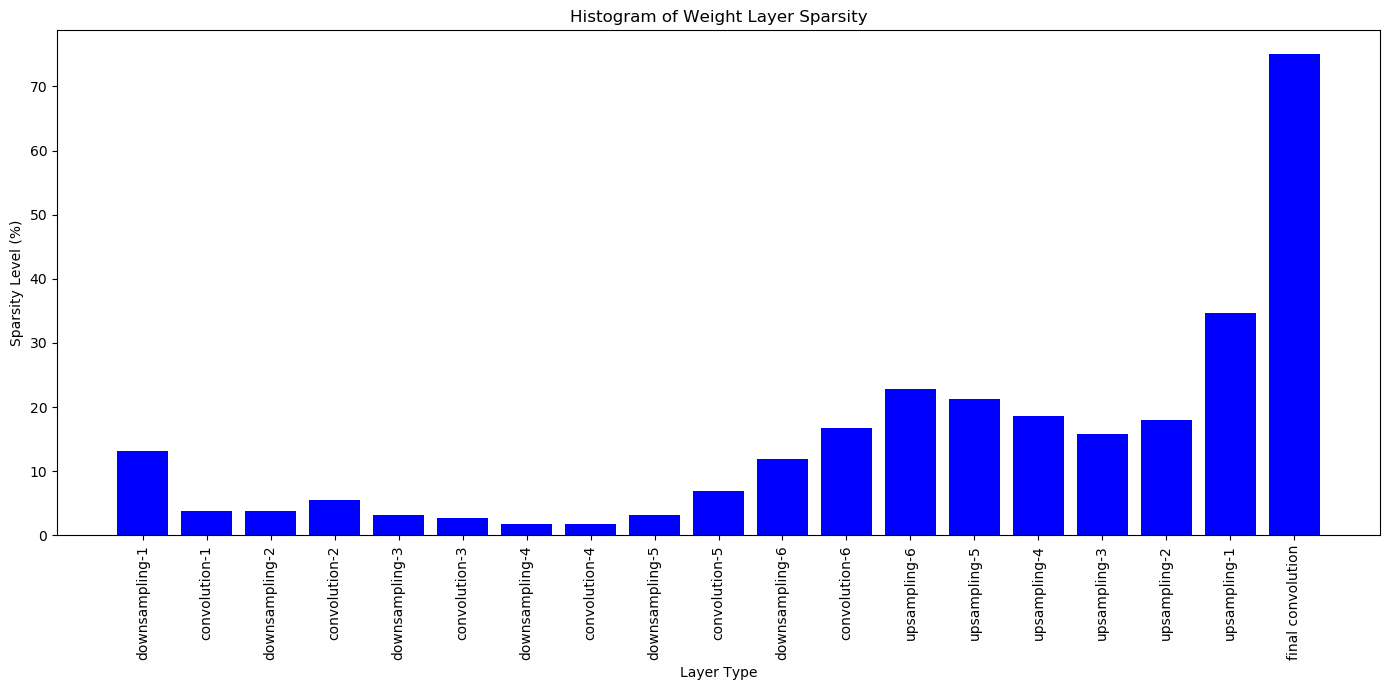 Histogram of Weight Layer Sparsity
Sparsity Level (%)
70
60
50
40
30
20
10
0
downsampling-1
convolution-1
downsampling-2
convolution-2
downsampling-3
convolution-3
downsampling-4
convolution-4
downsampling-5
convolution-5
downsampling-6
convolution-6
upsampling-6
upsampling-5
upsampling-4
upsampling-3
upsampling-2
upsampling-1
final convolution
Layer Type